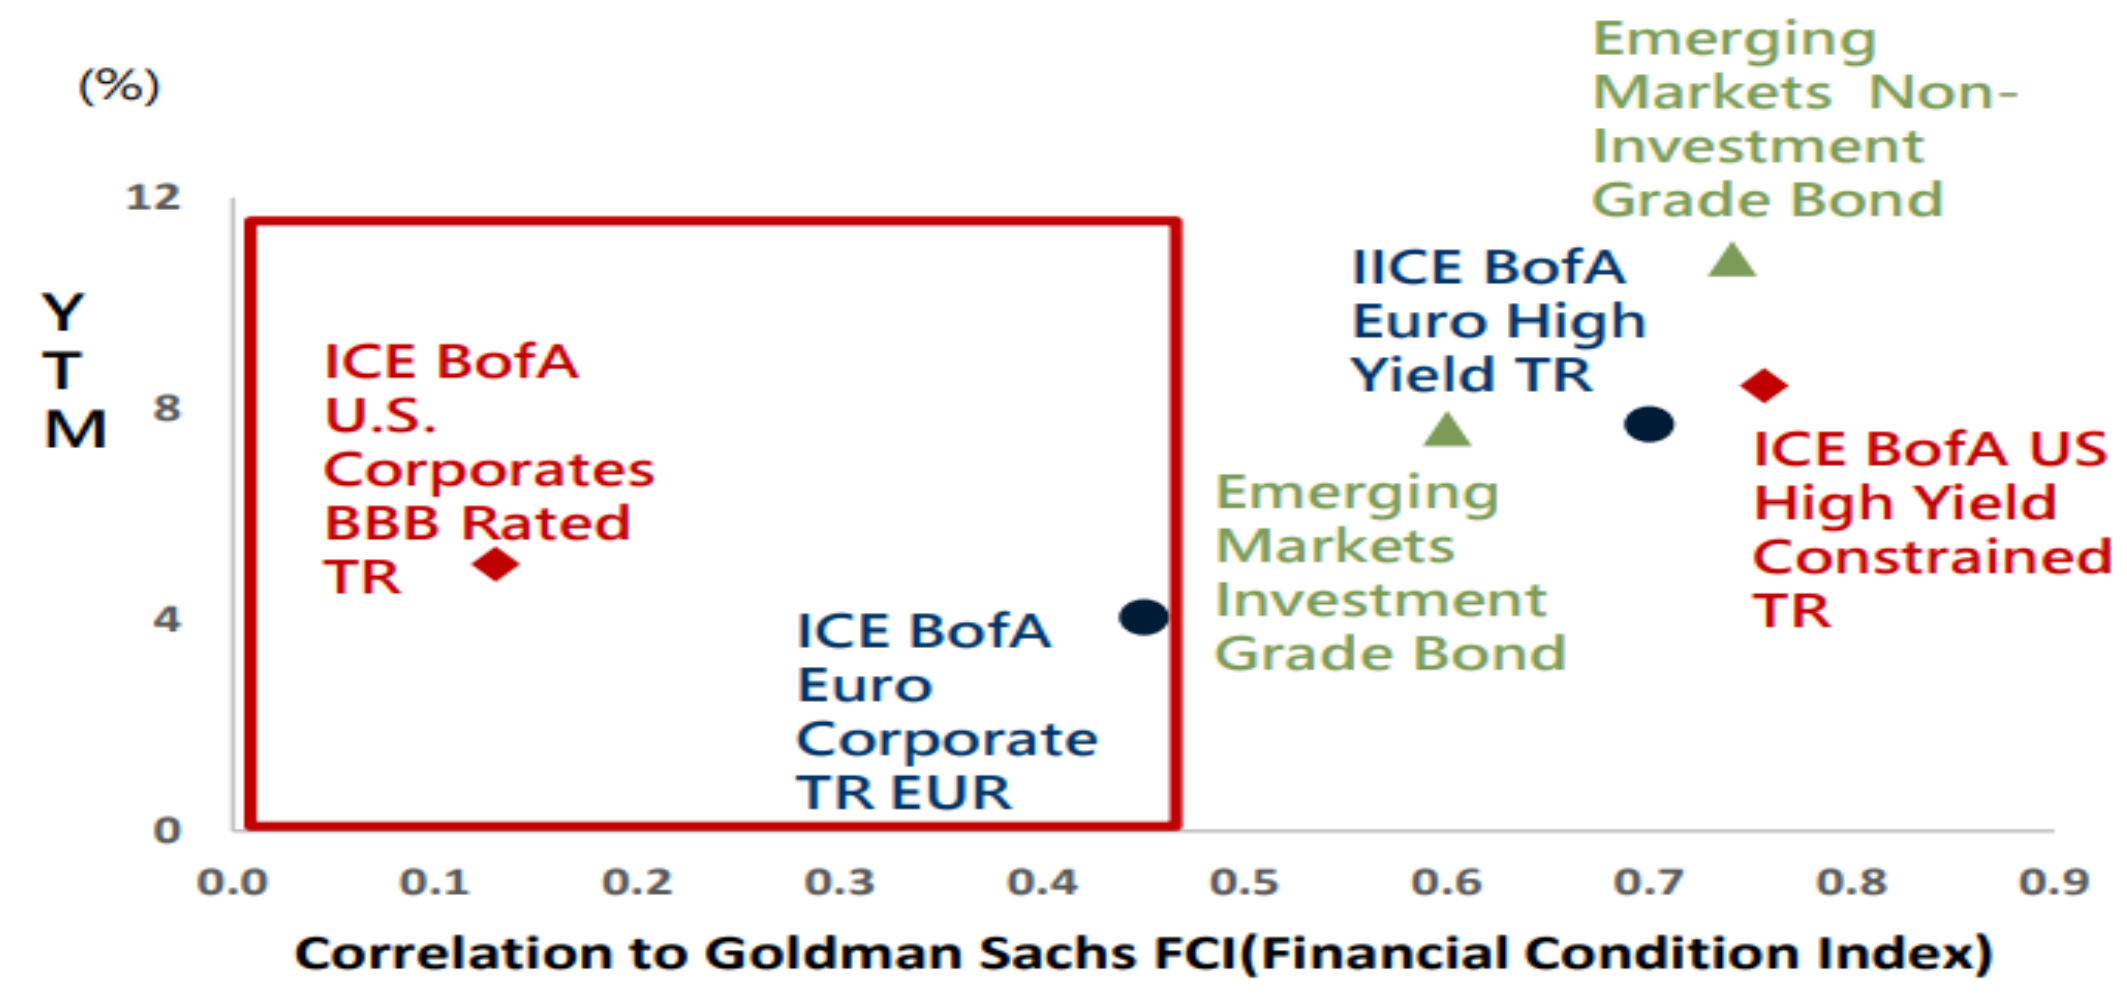 (%)
Y
T
M
12
8
4
0
ICE BofA
U.S.
Corporates
BBB Rated
TR
ICE BofA
Euro
Corporate
TR EUR
IICE BofA
Euro High
Yield TR
Emerging
Markets
Investment
Grade Bond
Emerging
Markets  Non-
Investment
Grade Bond
ICE BofA US
High Yield
Constrained
TR
0.0 0.1 0.2 0.3 0.4 0.5 0.6 0.7 0.8 0.9
Correlation to Goldman Sachs FCI(Financial Condition Index)